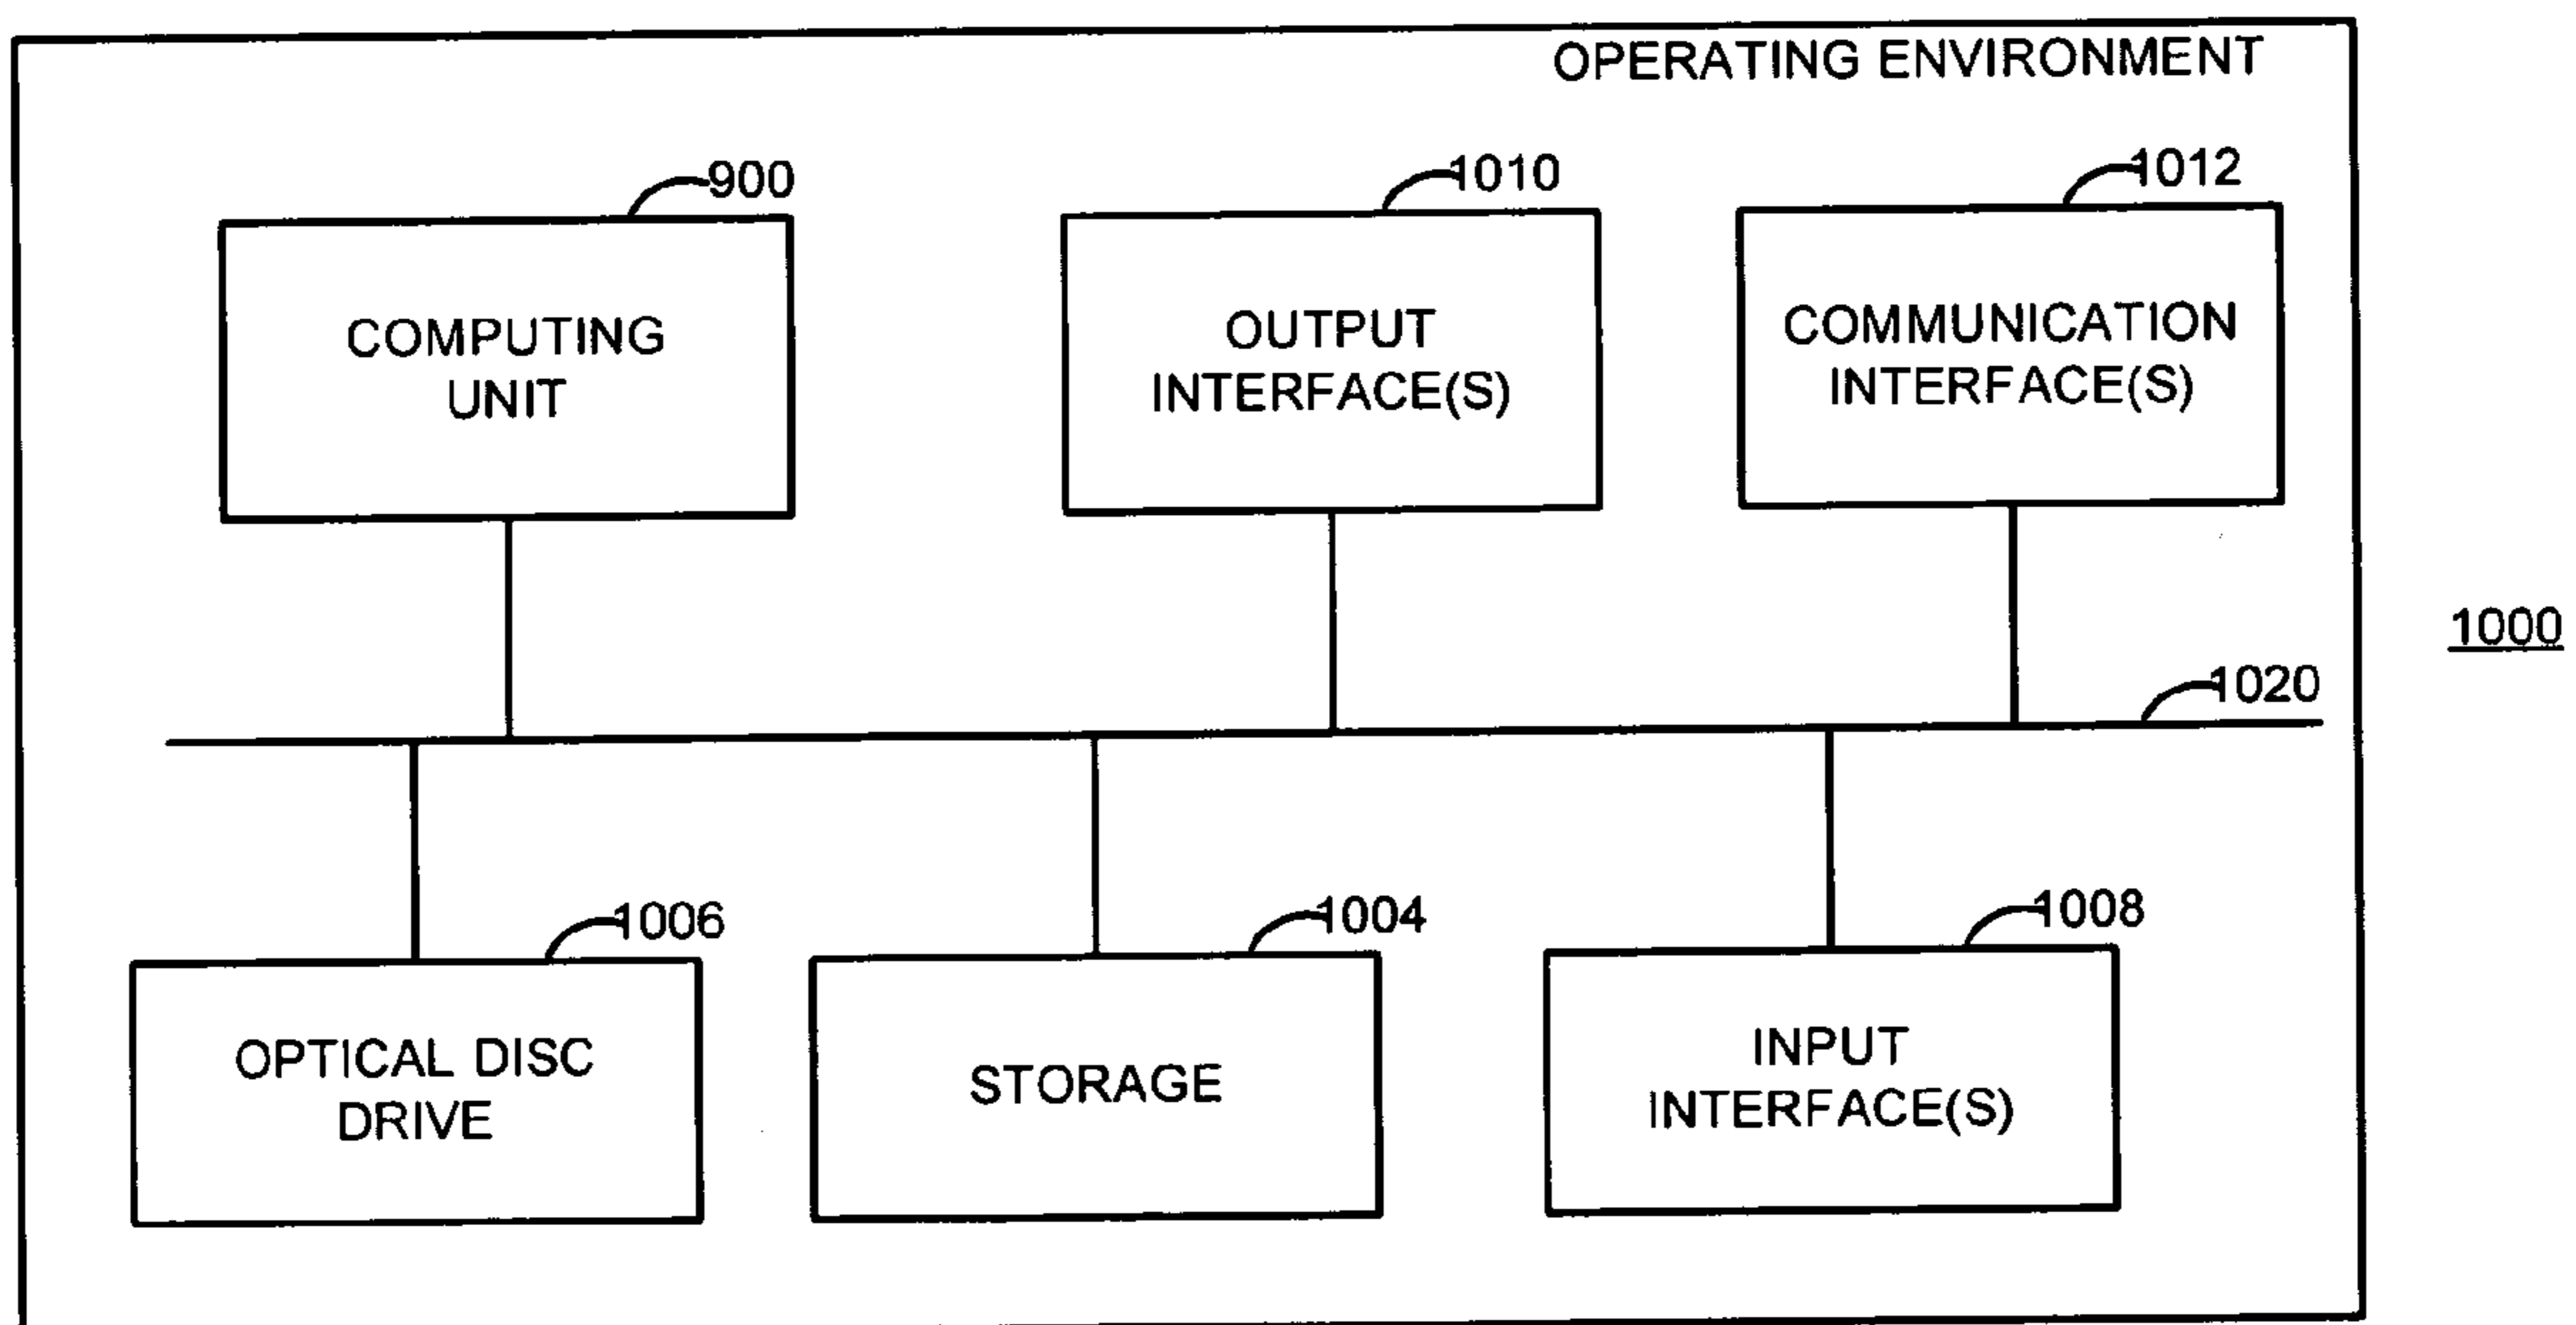 OPERATING ENVIRONMENT
900
1010
1012
COMPUTING
UNIT
OUTPUT
INTERFACE(S)
COMMUNICATION
INTERFACE(S)
1000
1020
1006
1004
1008
OPTICAL DISC
DRIVE
STORAGE
INPUT
INTERFACE(S)